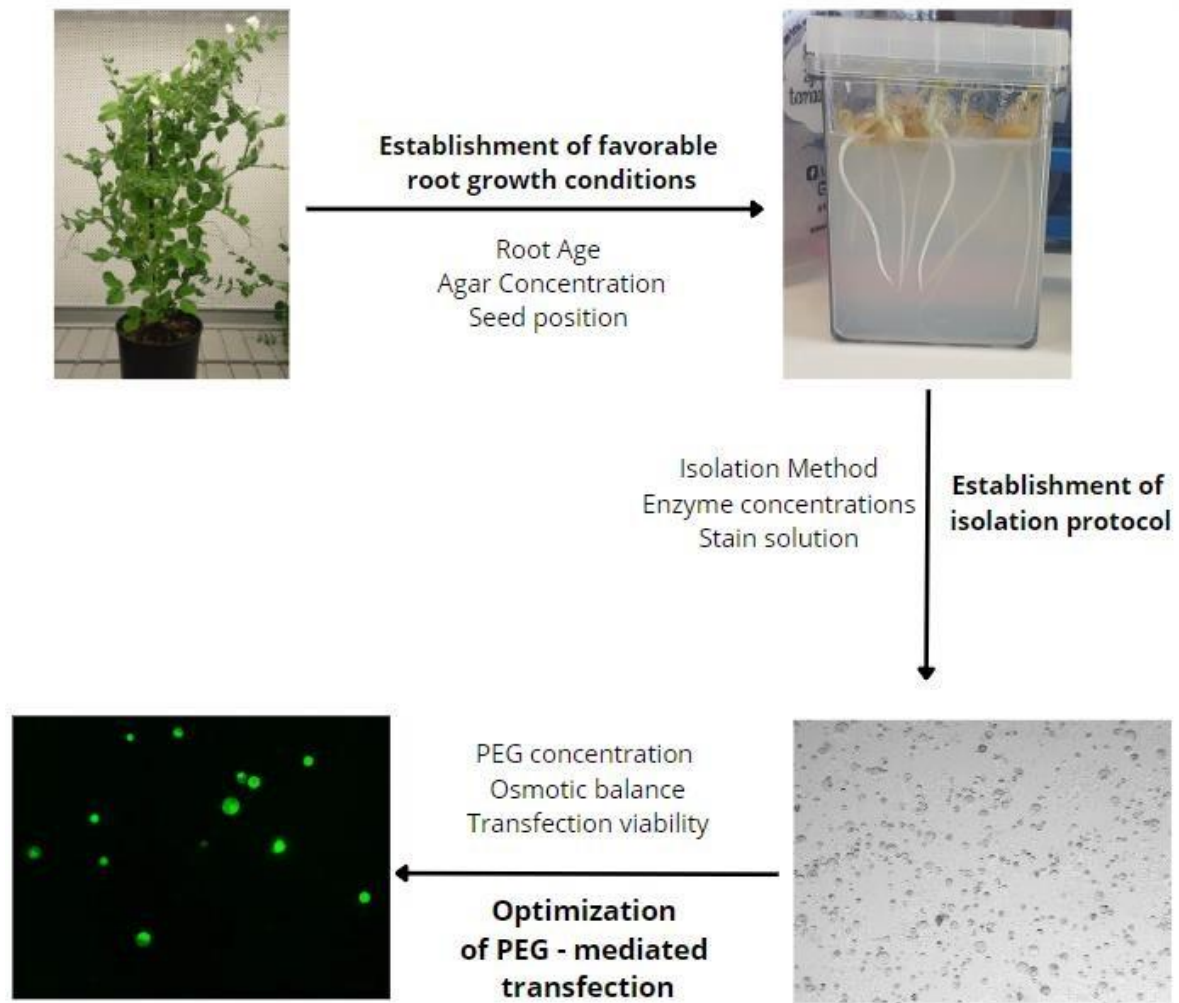 Establishment of favorable
root growth conditions
Root Age
Agar Concentration
Seed position
Isolation Method
Enzyme concentrations
Stain solution
Establishment of
isolation protocol
PEG concentration
Osmotic balance
Transfection viability
Optimization
of PEG - mediated
transfection